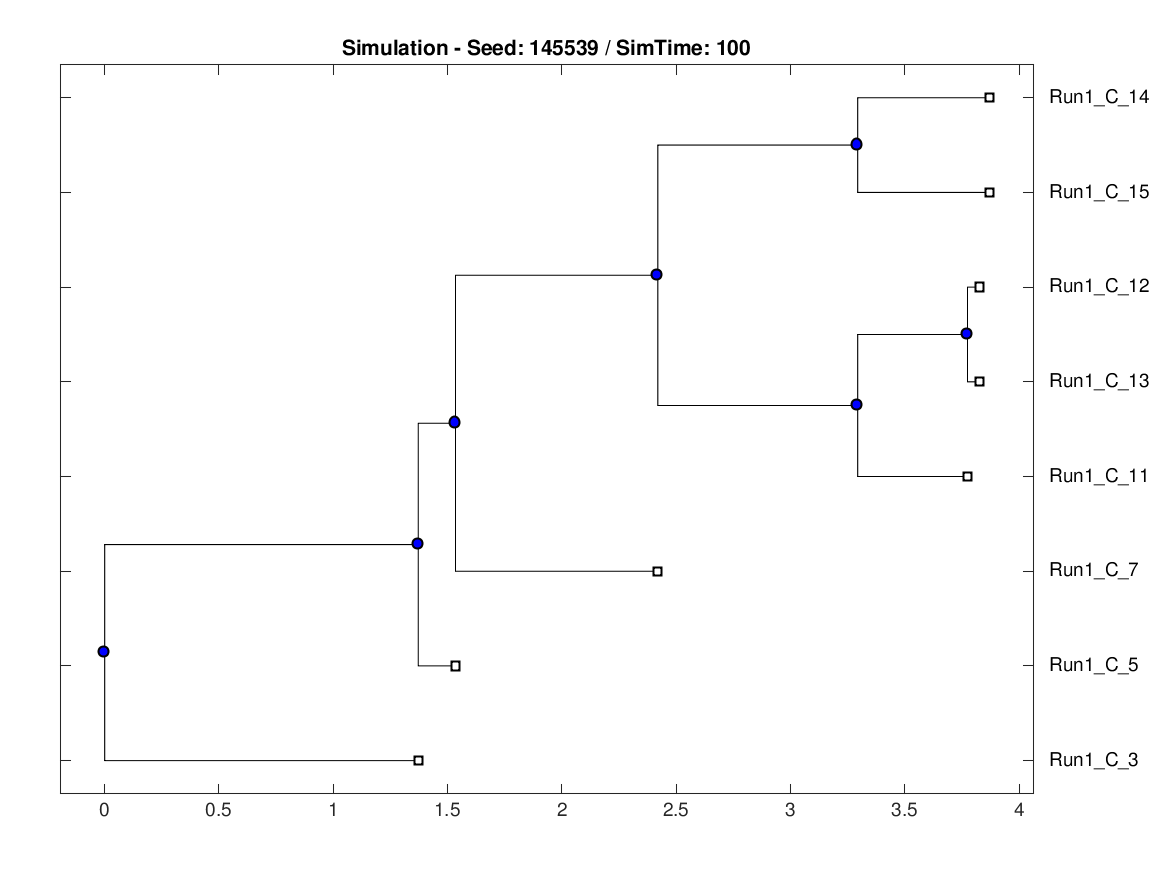 Simulation - Seed: 145539 / SimTime: 100
Run1_C_14
Run1_C_15
Run1_C_12
Run1_C_13
Run1_C_11
Run1_C_7
Run1_C_5
Run1_C_3
0 0.5 1 1.5 2 2.5 3 3.5 4